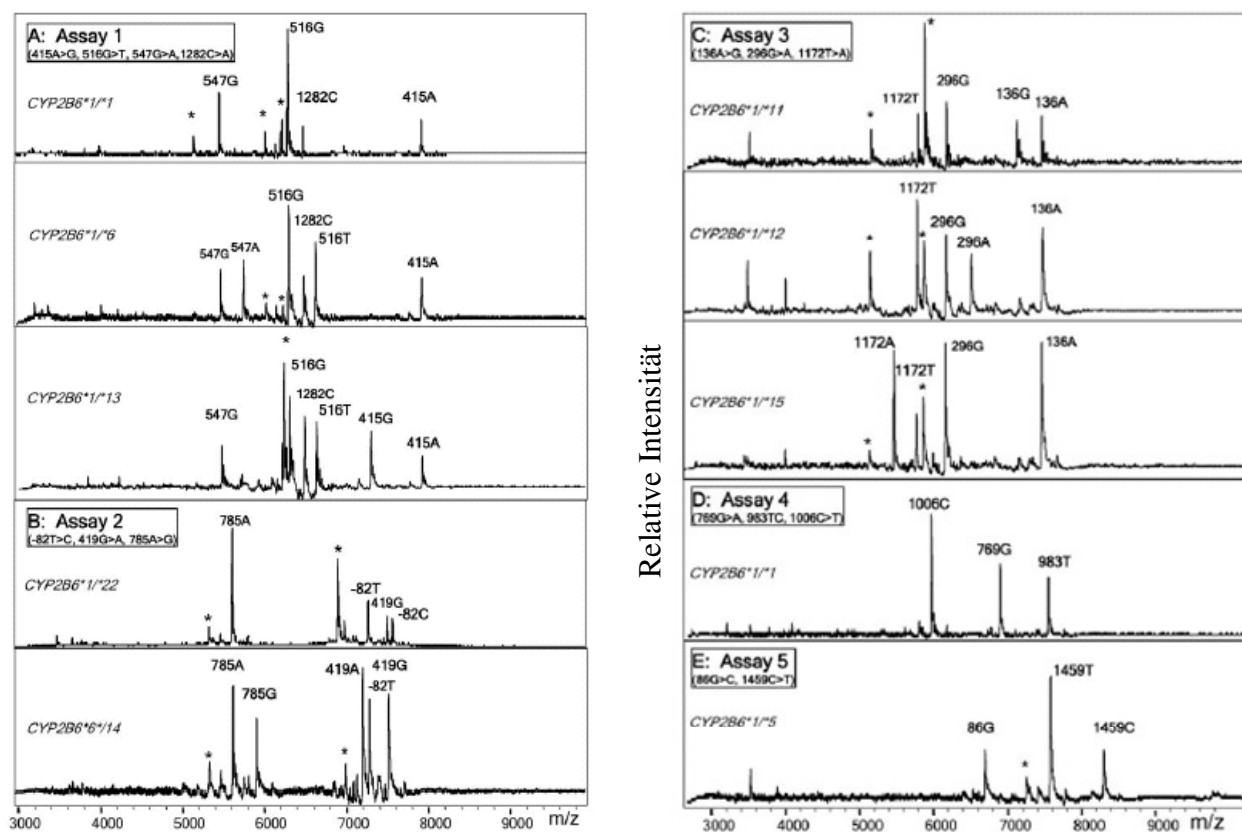 A: Assay 1
(415A>G, 516G>T, 547G>A,1282C>A)
CYP2B6*1/*1
*
547G
*
*
516G
1282C
415A
CYP2B6*1/*6
547G
547A
*
*
516G
1282C
516T
415A
CYP2B6*1/*13
547G
*
516G
1282C
516T
415G
415A
B: Assay 2
(-82T>C, 419G>A, 785A>G)
CYP2B6*1/*22
*
785A
*
-82T
419G
-82C
CYP2B6*6*/14
*
785A
785G
*
419A
-82T
419G
3000 4000 5000 6000 7000 8000 9000 m/z
Relative Intensität
C: Assay 3
(136A>G, 296G>A, 1172T>A)
CYP2B6*1/*11
*
1172T
*
296G
136G
136A
CYP2B6*1/*12
*
1172T
*
296G
296A
136A
CYP2B6*1/*15
*
1172A
1172T
*
296G
136A
D: Assay 4
(769G>A, 983TC, 1006C>T)
CYP2B6*1/*1
1006C
769G
983T
E: Assay 5
(86G>C, 1459C>T)
CYP2B6*1/*5
86G
*
1459T
1459C
3000 4000 5000 6000 7000 8000 9000 m/z